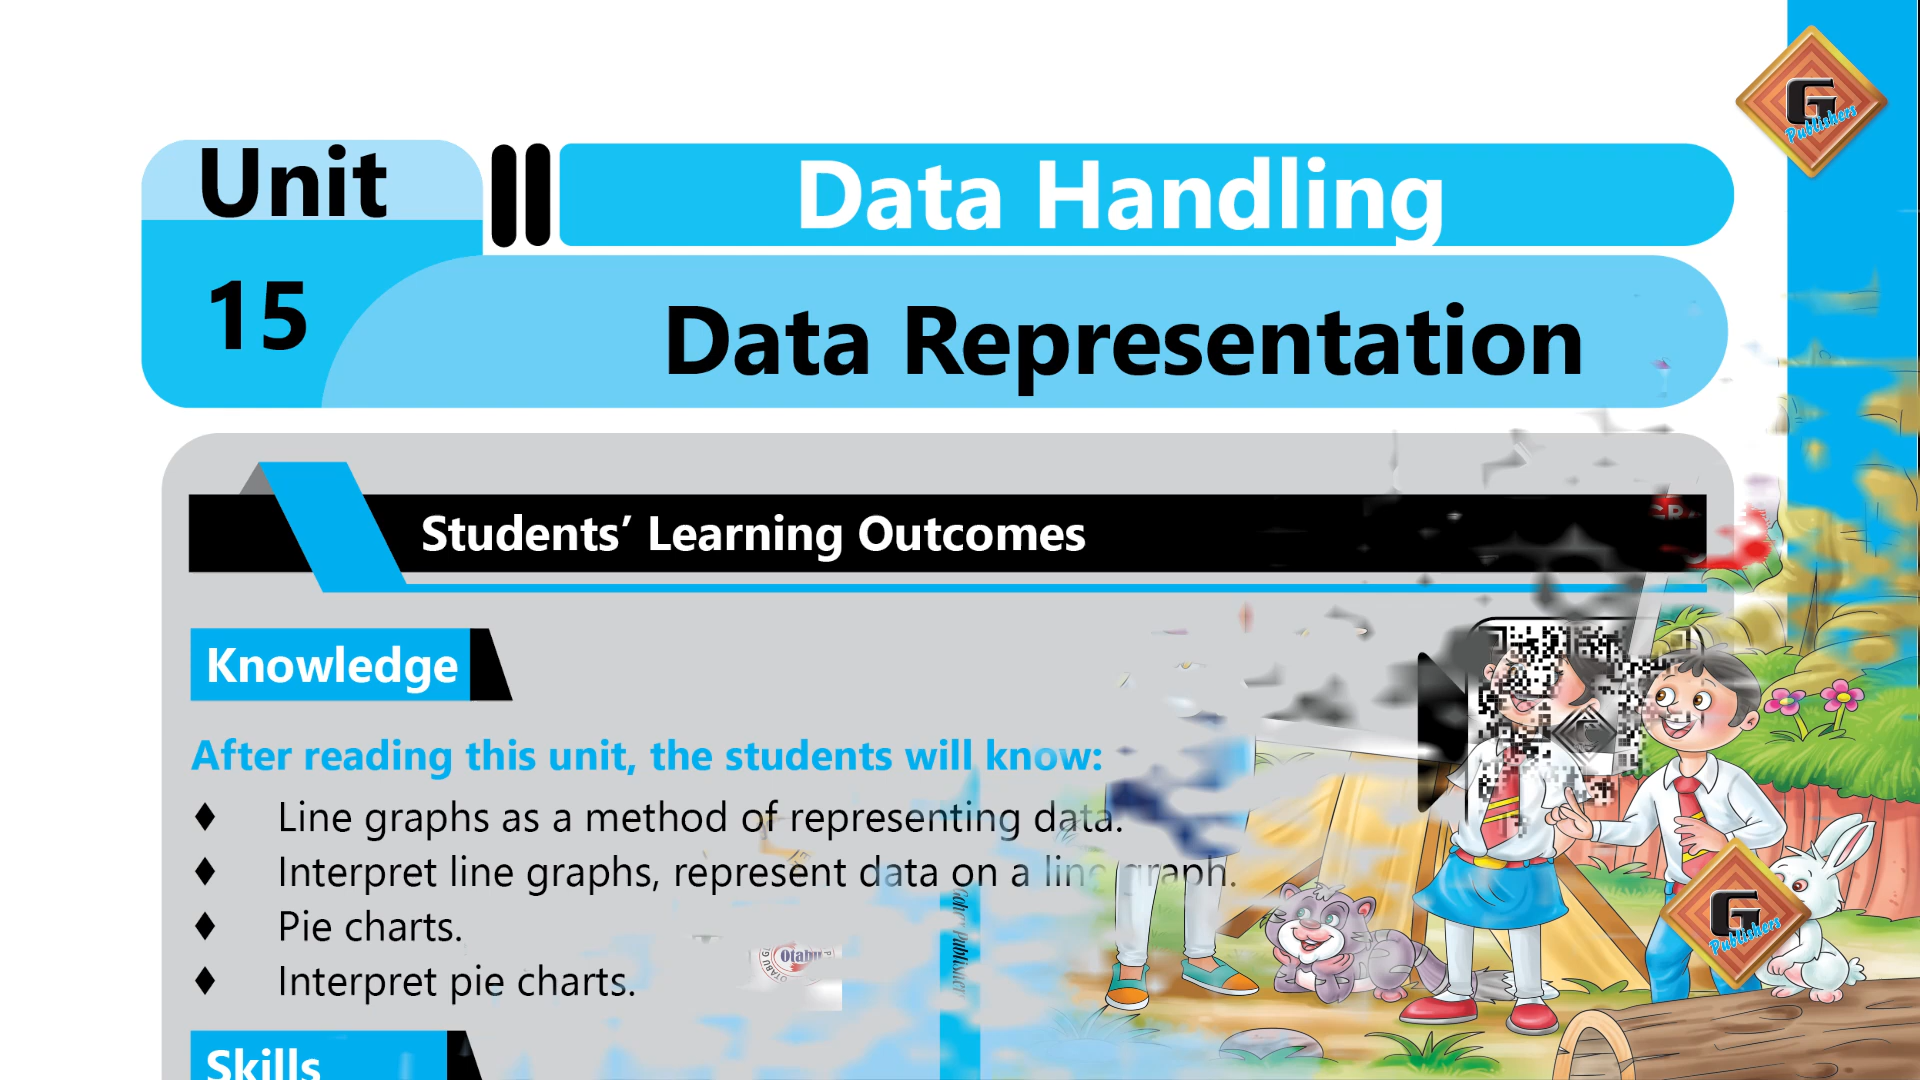 G
Publishers
Unit
15
Data Handling
Data Representation
Students’ Learning Outcomes
Knowledge
After reading this unit, the students will know:
♦ Line graphs as a method of representing data.
♦ Interpret line graphs, represent data on a line graph.
♦ Pie charts.
♦ Interpret pie charts.
Otabu
G
Publishers
Skills